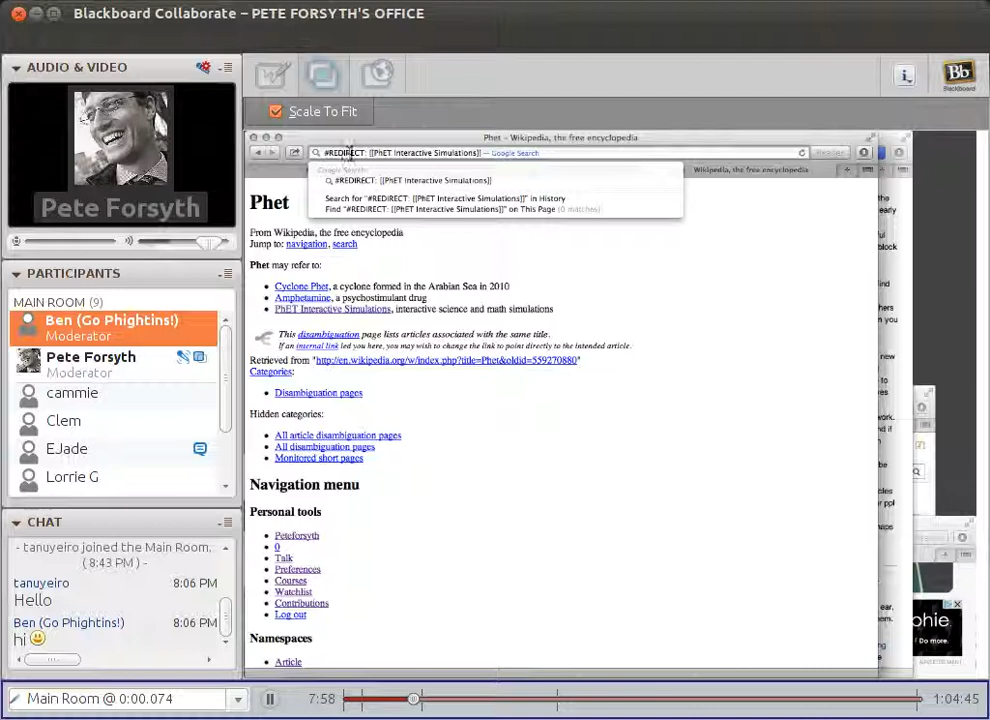 Blackboard Collaborate – PETE FORSYTH'S OFFICE
AUDIO & VIDEO
Pete Forsyth
PARTICIPANTS
MAIN ROOM (9)
Ben (Go Phightins!)
Moderator
Pete Forsyth
Moderator
cammie
Clem
EJade
Lorrie G
CHAT
- tanuyeiro joined the Main Room.
( 8:43 PM ) -
tanuyeiro 8:06 PM
Hello
Ben (Go Phightins!) 8:06 PM
hi
Main Room @ 0:00.074
7:58
1:04:45
Scale To Fit
i
Bb
Blackboard
Phet – Wikipedia, the free encyclopedia
#REDIRECT: [[PhET Interactive Simulations]] — Google Search
Wikipedia, the free encyclopedia
#REDIRECT: [[PhET Interactive Simulations]]
Search for "#REDIRECT: [[PhET Interactive Simulations]]" in History
Find "#REDIRECT: [[PhET Interactive Simulations]]" on This Page (0 matches)
Phet
From Wikipedia, the free encyclopedia
Jump to: navigation, search
Phet may refer to:
Cyclone Phet, a cyclone formed in the Arabian Sea in 2010
Amphetamine, a psychostimulant drug
PhET Interactive Simulations, interactive science and math simulations
This disambiguation page lists articles associated with the same title.
If an internal link led you here, you may wish to change the link to point directly to the intended article.
Retrieved from "http://en.wikipedia.org/w/index.php?title=Phet&oldid=559270880"
Categories:
Disambiguation pages
Hidden categories:
All article disambiguation pages
All disambiguation pages
Monitored short pages
Navigation menu
Personal tools
Peteforsyth
0
Talk
Preferences
Courses
Watchlist
Contributions
Log out
Namespaces
Article
phie
Do more.